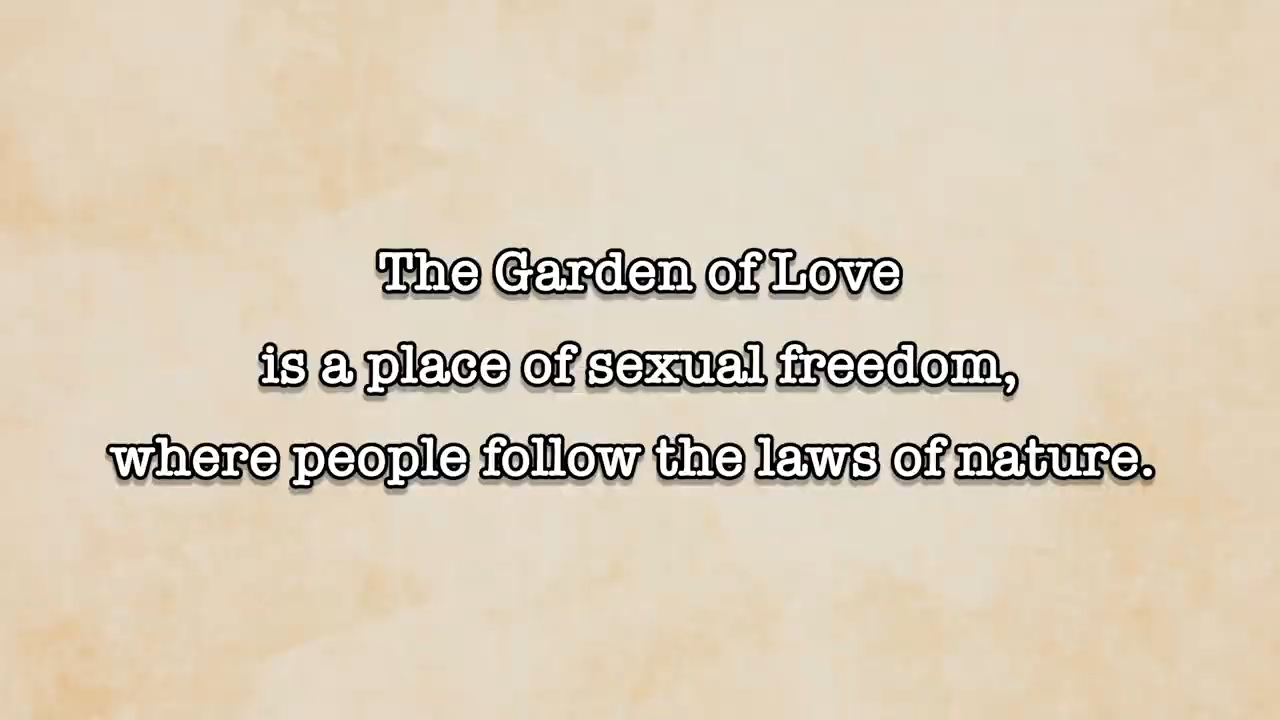 The Garden of Love
is a place of sexual freedom,
where people follow the laws of nature.